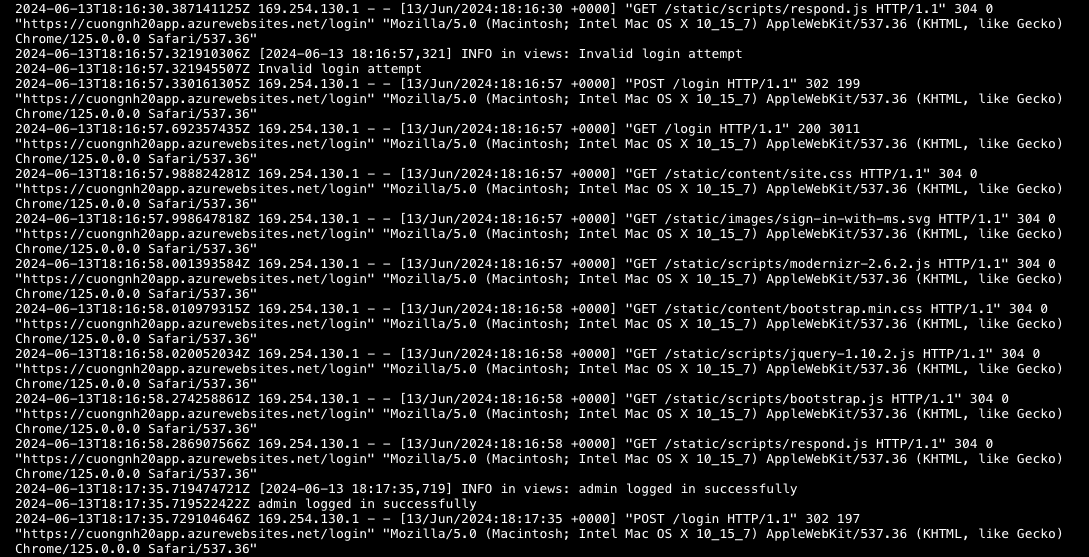 2024-06-13T18:16:30.387141125Z 169.254.130.1 - - [13/Jun/2024:18:16:30 +0000] "GET /static/scripts/respond.js HTTP/1.1" 304 0
"https://cuongnh20app.azurewebsites.net/login" "Mozilla/5.0 (Macintosh; Intel Mac OS X 10_15_7) AppleWebKit/537.36 (KHTML, like Gecko)
Chrome/125.0.0.0 Safari/537.36"
2024-06-13T18:16:57.321910306Z [2024-06-13 18:16:57,321] INFO in views: Invalid login attempt
2024-06-13T18:16:57.321945507Z Invalid login attempt
2024-06-13T18:16:57.330161305Z 169.254.130.1 - - [13/Jun/2024:18:16:57 +0000] "POST /login HTTP/1.1" 302 199
"https://cuongnh20app.azurewebsites.net/login" "Mozilla/5.0 (Macintosh; Intel Mac OS X 10_15_7) AppleWebKit/537.36 (KHTML, like Gecko)
Chrome/125.0.0.0 Safari/537.36"
2024-06-13T18:16:57.692357435Z 169.254.130.1 - - [13/Jun/2024:18:16:57 +0000] "GET /login HTTP/1.1" 200 3011
"https://cuongnh20app.azurewebsites.net/login" "Mozilla/5.0 (Macintosh; Intel Mac OS X 10_15_7) AppleWebKit/537.36 (KHTML, like Gecko)
Chrome/125.0.0.0 Safari/537.36"
2024-06-13T18:16:57.988824281Z 169.254.130.1 - - [13/Jun/2024:18:16:57 +0000] "GET /static/content/site.css HTTP/1.1" 304 0
"https://cuongnh20app.azurewebsites.net/login" "Mozilla/5.0 (Macintosh; Intel Mac OS X 10_15_7) AppleWebKit/537.36 (KHTML, like Gecko)
Chrome/125.0.0.0 Safari/537.36"
2024-06-13T18:16:57.998647818Z 169.254.130.1 - - [13/Jun/2024:18:16:57 +0000] "GET /static/images/sign-in-with-ms.svg HTTP/1.1" 304 0
"https://cuongnh20app.azurewebsites.net/login" "Mozilla/5.0 (Macintosh; Intel Mac OS X 10_15_7) AppleWebKit/537.36 (KHTML, like Gecko)
Chrome/125.0.0.0 Safari/537.36"
2024-06-13T18:16:58.001393584Z 169.254.130.1 - - [13/Jun/2024:18:16:57 +0000] "GET /static/scripts/modernizr-2.6.2.js HTTP/1.1" 304 0
"https://cuongnh20app.azurewebsites.net/login" "Mozilla/5.0 (Macintosh; Intel Mac OS X 10_15_7) AppleWebKit/537.36 (KHTML, like Gecko)
Chrome/125.0.0.0 Safari/537.36"
2024-06-13T18:16:58.010979315Z 169.254.130.1 - - [13/Jun/2024:18:16:58 +0000] "GET /static/content/bootstrap.min.css HTTP/1.1" 304 0
"https://cuongnh20app.azurewebsites.net/login" "Mozilla/5.0 (Macintosh; Intel Mac OS X 10_15_7) AppleWebKit/537.36 (KHTML, like Gecko)
Chrome/125.0.0.0 Safari/537.36"
2024-06-13T18:16:58.020052034Z 169.254.130.1 - - [13/Jun/2024:18:16:58 +0000] "GET /static/scripts/jquery-1.10.2.js HTTP/1.1" 304 0
"https://cuongnh20app.azurewebsites.net/login" "Mozilla/5.0 (Macintosh; Intel Mac OS X 10_15_7) AppleWebKit/537.36 (KHTML, like Gecko)
Chrome/125.0.0.0 Safari/537.36"
2024-06-13T18:16:58.274258861Z 169.254.130.1 - - [13/Jun/2024:18:16:58 +0000] "GET /static/scripts/bootstrap.js HTTP/1.1" 304 0
"https://cuongnh20app.azurewebsites.net/login" "Mozilla/5.0 (Macintosh; Intel Mac OS X 10_15_7) AppleWebKit/537.36 (KHTML, like Gecko)
Chrome/125.0.0.0 Safari/537.36"
2024-06-13T18:16:58.286907566Z 169.254.130.1 - - [13/Jun/2024:18:16:58 +0000] "GET /static/scripts/respond.js HTTP/1.1" 304 0
"https://cuongnh20app.azurewebsites.net/login" "Mozilla/5.0 (Macintosh; Intel Mac OS X 10_15_7) AppleWebKit/537.36 (KHTML, like Gecko)
Chrome/125.0.0.0 Safari/537.36"
2024-06-13T18:17:35.719474721Z [2024-06-13 18:17:35,719] INFO in views: admin logged in successfully
2024-06-13T18:17:35.719522422Z admin logged in successfully
2024-06-13T18:17:35.729104646Z 169.254.130.1 - - [13/Jun/2024:18:17:35 +0000] "POST /login HTTP/1.1" 302 197
"https://cuongnh20app.azurewebsites.net/login" "Mozilla/5.0 (Macintosh; Intel Mac OS X 10_15_7) AppleWebKit/537.36 (KHTML, like Gecko)
Chrome/125.0.0.0 Safari/537.36"